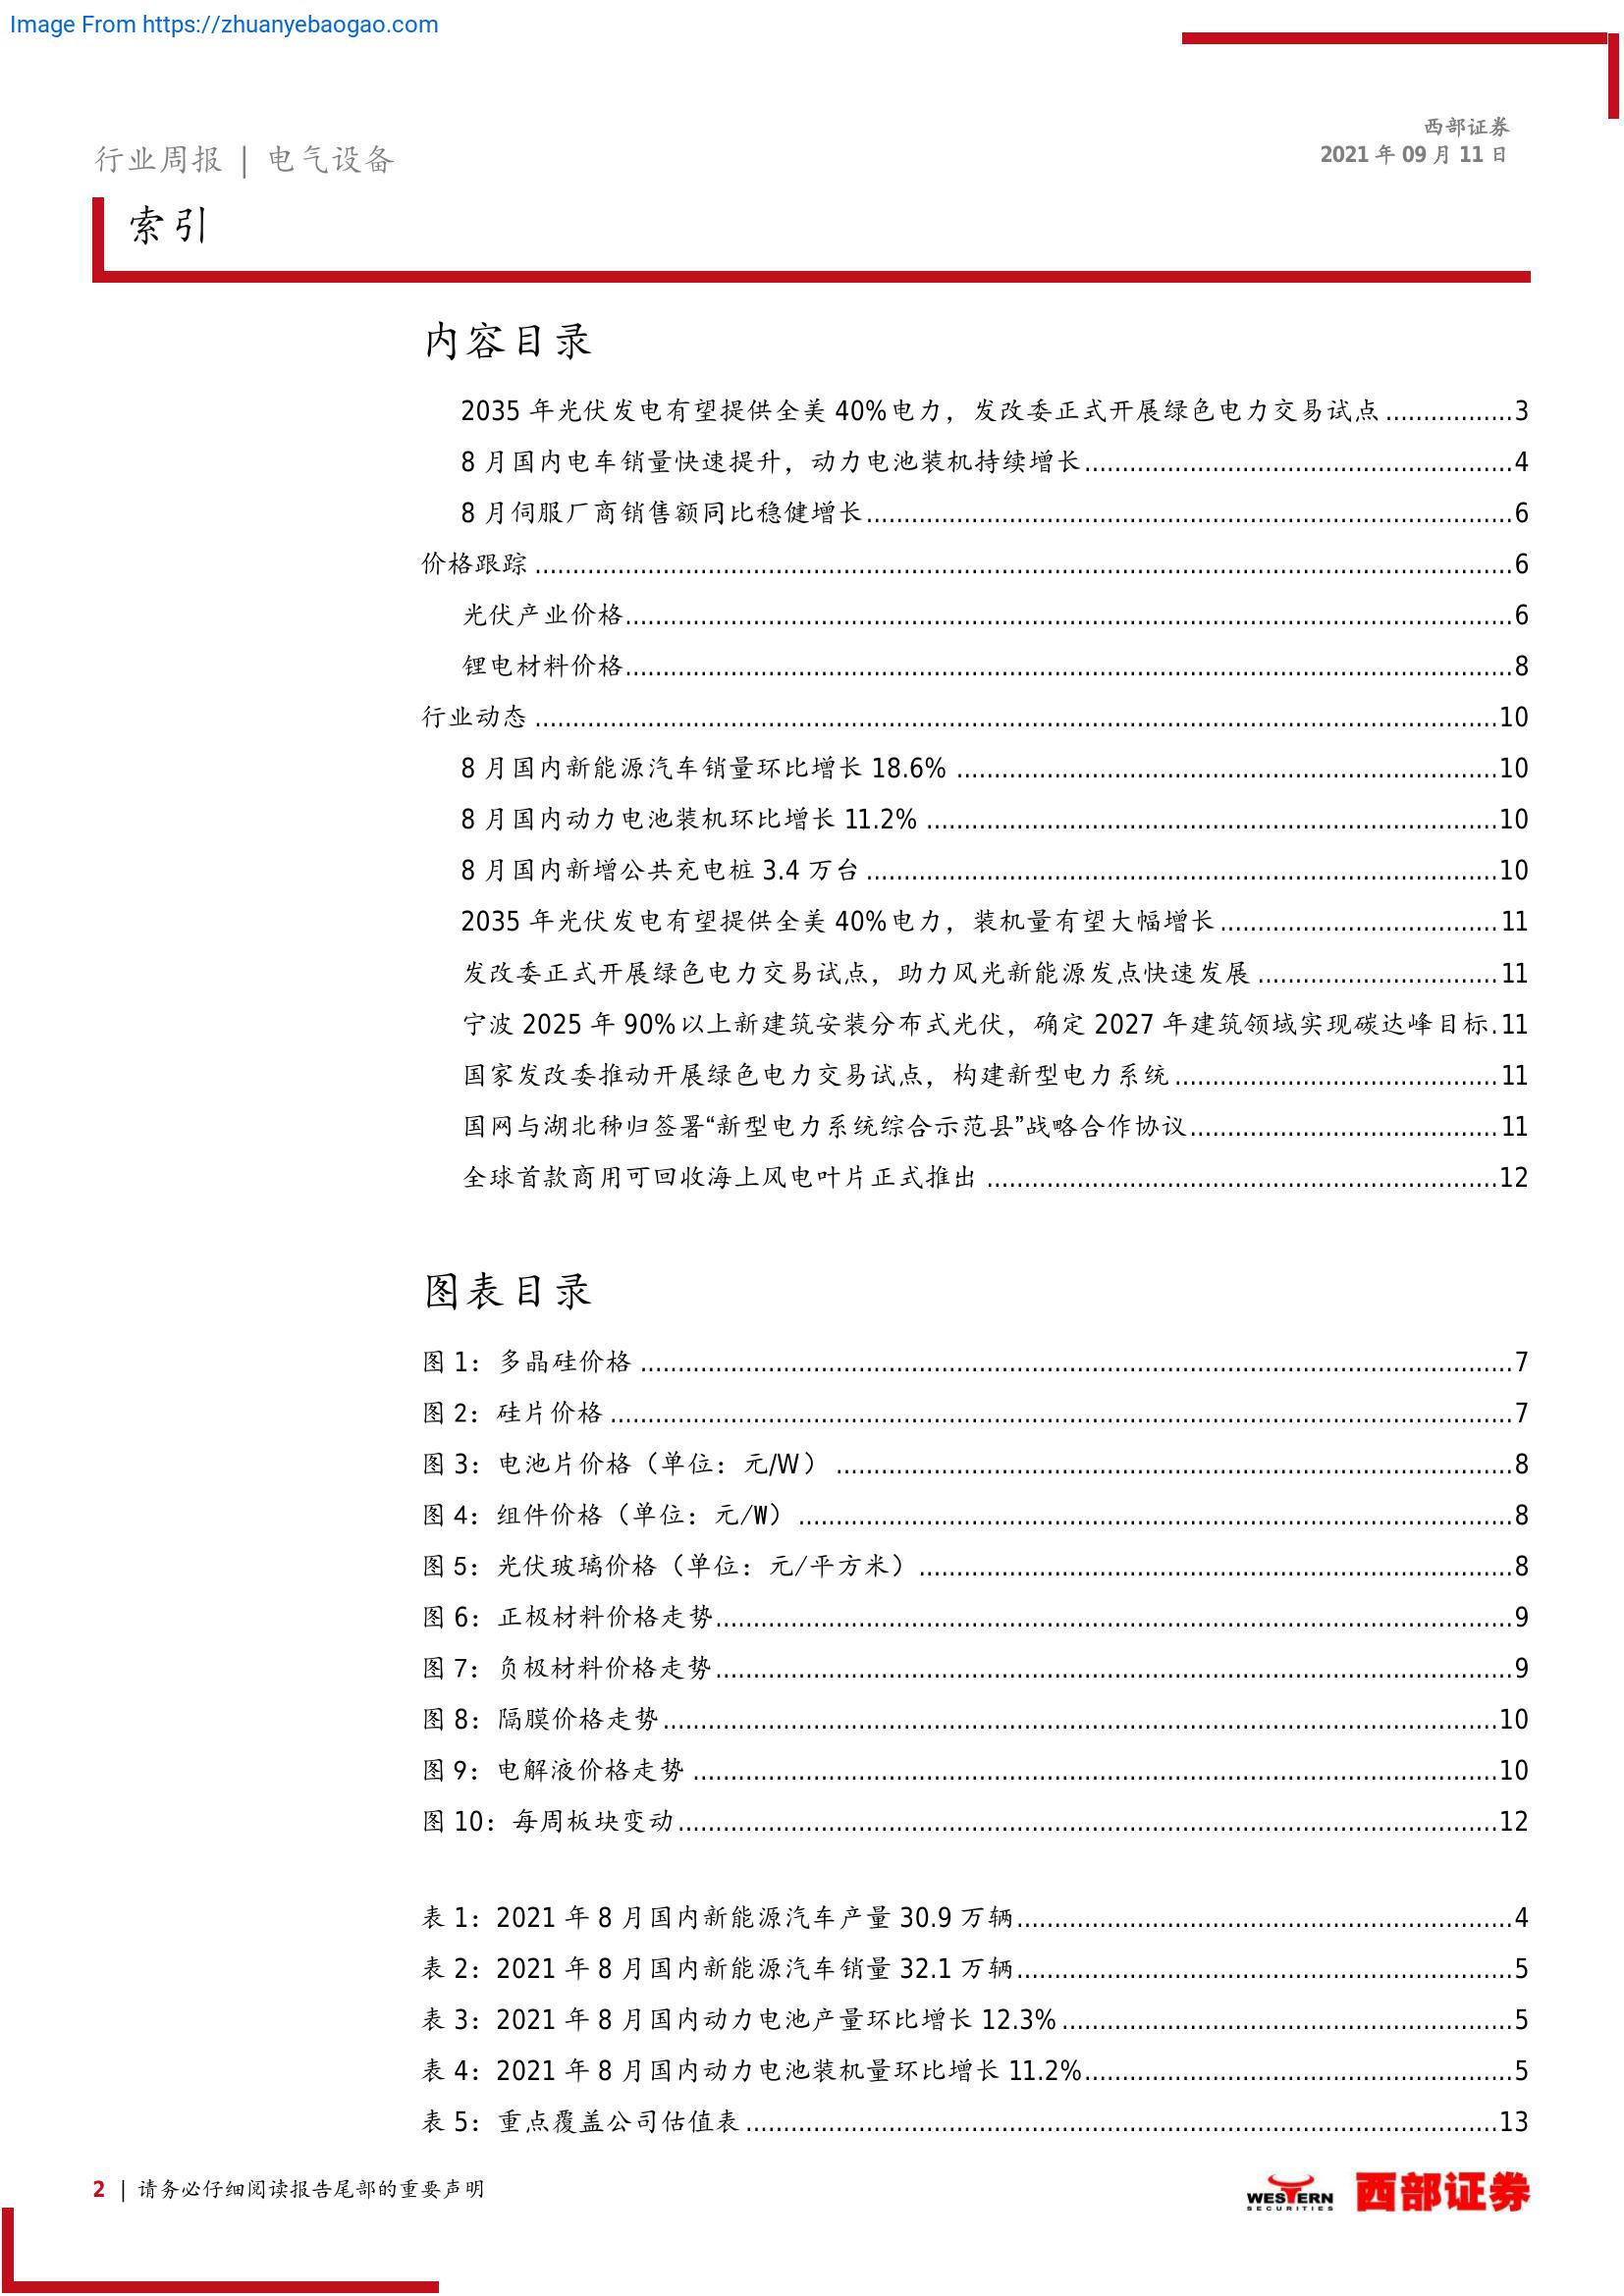 Image From https://zhuanyebaogao.com
西部证券
2021 年 09 月 11 日
行业周报 | 电气设备
索引
内容目录
2035 年光伏发电有望提供全美 40%电力，发改委正式开展绿色电力交易试点.................3
8 月国内电车销量快速提升，动力电池装机持续增长.........................................................4
8 月伺服厂商销售额同比稳健增长......................................................................................6
价格跟踪 ..................................................................................................................................6
光伏产业价格......................................................................................................................6
锂电材料价格......................................................................................................................8
行业动态 ................................................................................................................................10
8 月国内新能源汽车销量环比增长 18.6% ........................................................................10
8 月国内动力电池装机环比增长 11.2% ............................................................................10
8 月国内新增公共充电桩 3.4 万台 ....................................................................................10
2035 年光伏发电有望提供全美 40%电力，装机量有望大幅增长.....................................11
发改委正式开展绿色电力交易试点，助力风光新能源发点快速发展 ................................11
宁波 2025 年 90%以上新建筑安装分布式光伏，确定 2027 年建筑领域实现碳达峰目标.11
国家发改委推动开展绿色电力交易试点，构建新型电力系统...........................................11
国网与湖北秭归签署“新型电力系统综合示范县”战略合作协议.........................................11
全球首款商用可回收海上风电叶片正式推出 ....................................................................12
图表目录
图 1：多晶硅价格 ....................................................................................................................7
图 2：硅片价格 ........................................................................................................................7
图 3：电池片价格（单位：元/W） ..........................................................................................8
图 4：组件价格（单位：元/W） ...............................................................................................8
图 5：光伏玻璃价格（单位：元/平方米）...............................................................................8
图 6：正极材料价格走势..........................................................................................................9
图 7：负极材料价格走势..........................................................................................................9
图 8：隔膜价格走势...............................................................................................................10
图 9：电解液价格走势 ...........................................................................................................10
图 10：每周板块变动.............................................................................................................12
表 1：2021 年 8 月国内新能源汽车产量 30.9 万辆..................................................................4
表 2：2021 年 8 月国内新能源汽车销量 32.1 万辆..................................................................5
表 3：2021 年 8 月国内动力电池产量环比增长 12.3%............................................................5
表 4：2021 年 8 月国内动力电池装机量环比增长 11.2%.........................................................5
表 5：重点覆盖公司估值表 ....................................................................................................13
2 | 请务必仔细阅读报告尾部的重要声明
WESTERN
SECURITIES
西部证券